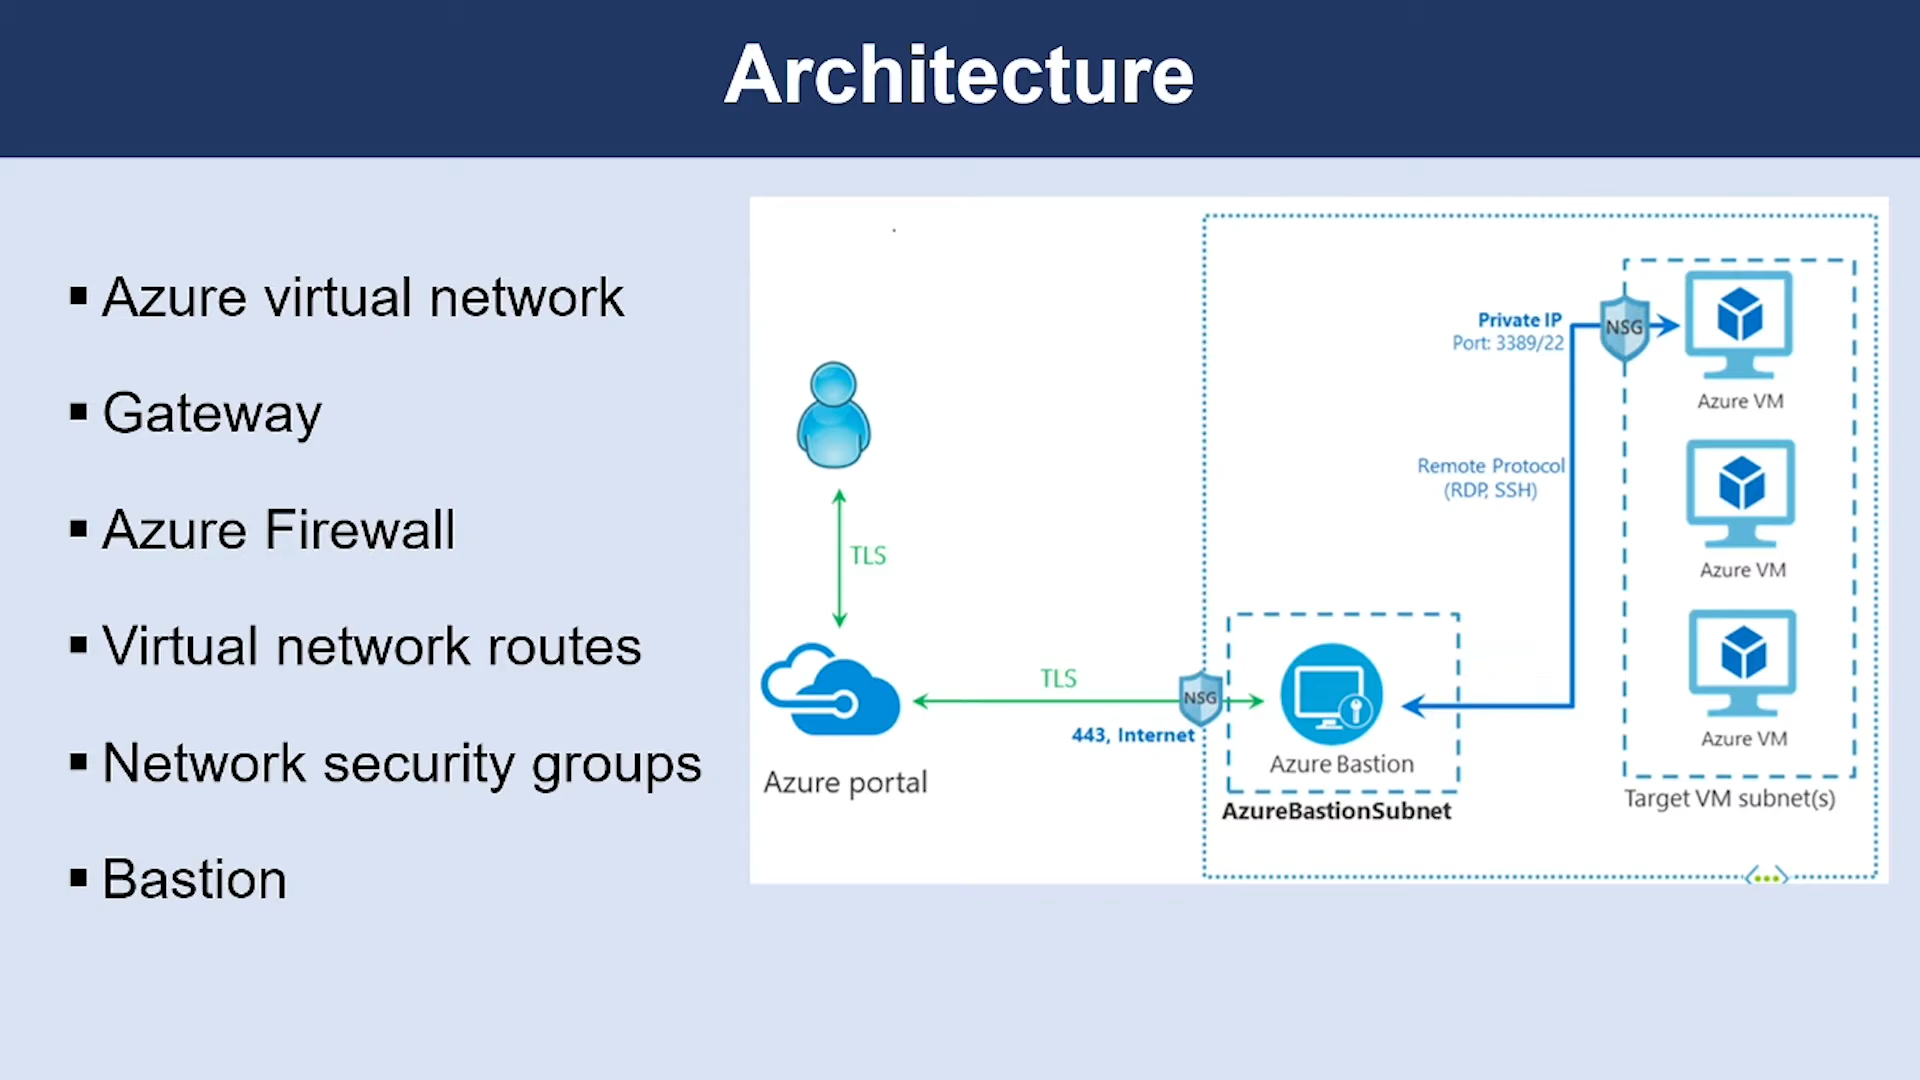 Architecture
Azure virtual network
Gateway
Azure Firewall
Virtual network routes
Network security groups
Bastion
TLS
Azure portal
TLS
443, Internet
NSG
Azure Bastion
AzureBastionSubnet
Remote Protocol
(RDP, SSH)
Private IP
Port: 3389/22
NSG
Azure VM
Azure VM
Azure VM
Target VM subnet(s)